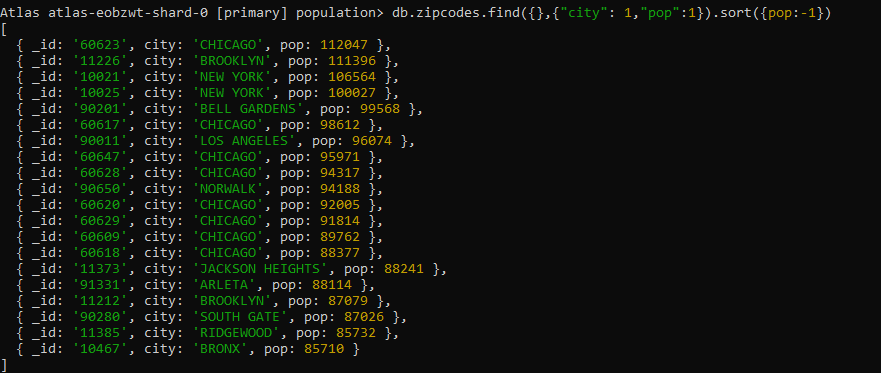 Atlas atlas-eobzwt-shard-0 [primary] population> db.zipcodes.find({},{"city": 1,"pop":1}).sort({pop:-1})
[
  { _id: '60623', city: 'CHICAGO', pop: 112047 },
  { _id: '11226', city: 'BROOKLYN', pop: 111396 },
  { _id: '10021', city: 'NEW YORK', pop: 106564 },
  { _id: '10025', city: 'NEW YORK', pop: 100027 },
  { _id: '90201', city: 'BELL GARDENS', pop: 99568 },
  { _id: '60617', city: 'CHICAGO', pop: 98612 },
  { _id: '90011', city: 'LOS ANGELES', pop: 96074 },
  { _id: '60647', city: 'CHICAGO', pop: 95971 },
  { _id: '60628', city: 'CHICAGO', pop: 94317 },
  { _id: '90650', city: 'NORWALK', pop: 94188 },
  { _id: '60620', city: 'CHICAGO', pop: 92005 },
  { _id: '60629', city: 'CHICAGO', pop: 91814 },
  { _id: '60609', city: 'CHICAGO', pop: 89762 },
  { _id: '60618', city: 'CHICAGO', pop: 88377 },
  { _id: '11373', city: 'JACKSON HEIGHTS', pop: 88241 },
  { _id: '91331', city: 'ARLETA', pop: 88114 },
  { _id: '11212', city: 'BROOKLYN', pop: 87079 },
  { _id: '90280', city: 'SOUTH GATE', pop: 87026 },
  { _id: '11385', city: 'RIDGEWOOD', pop: 85732 },
  { _id: '10467', city: 'BRONX', pop: 85710 }
]